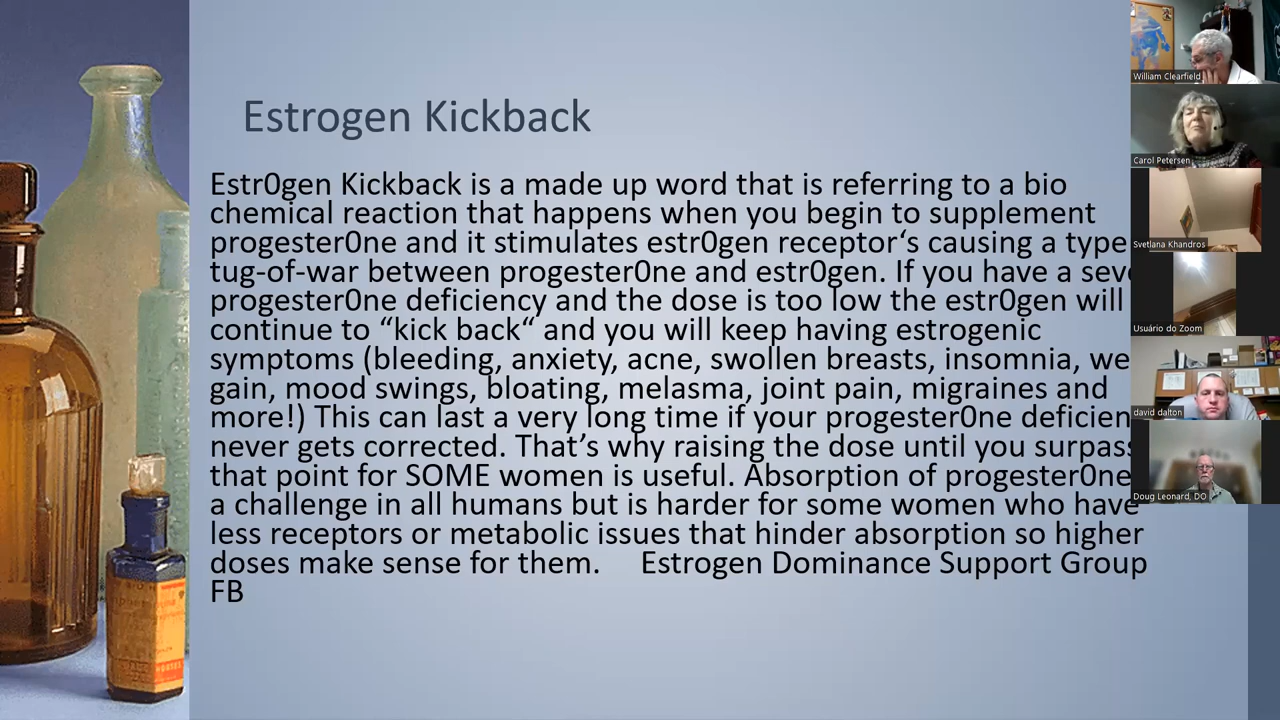 Estrogen Kickback
Estr0gen Kickback is a made up word that is referring to a bio
chemical reaction that happens when you begin to supplement
progester0ne and it stimulates estr0gen receptor‘s causing a type
tug-of-war between progester0ne and estr0gen. If you have a
progester0ne deficiency and the dose is too low the estr0gen will
continue to “kick back“ and you will keep having estrogenic
symptoms (bleeding, anxiety, acne, swollen breasts, insomnia,
gain, mood swings, bloating, melasma, joint pain, migraines and
more!) This can last a very long time if your progester0ne
never gets corrected. That’s why raising the dose until you surpass
that point for SOME women is useful. Absorption of progester0ne
a challenge in all humans but is harder for some women who have
less receptors or metabolic issues that hinder absorption so higher
doses make sense for them. Estrogen Dominance Support Group
FB
William Clearfield
Carol Petersen
Svetlana Khandros
Usuário do Zoom
david dalton
Doug Leonard, DO